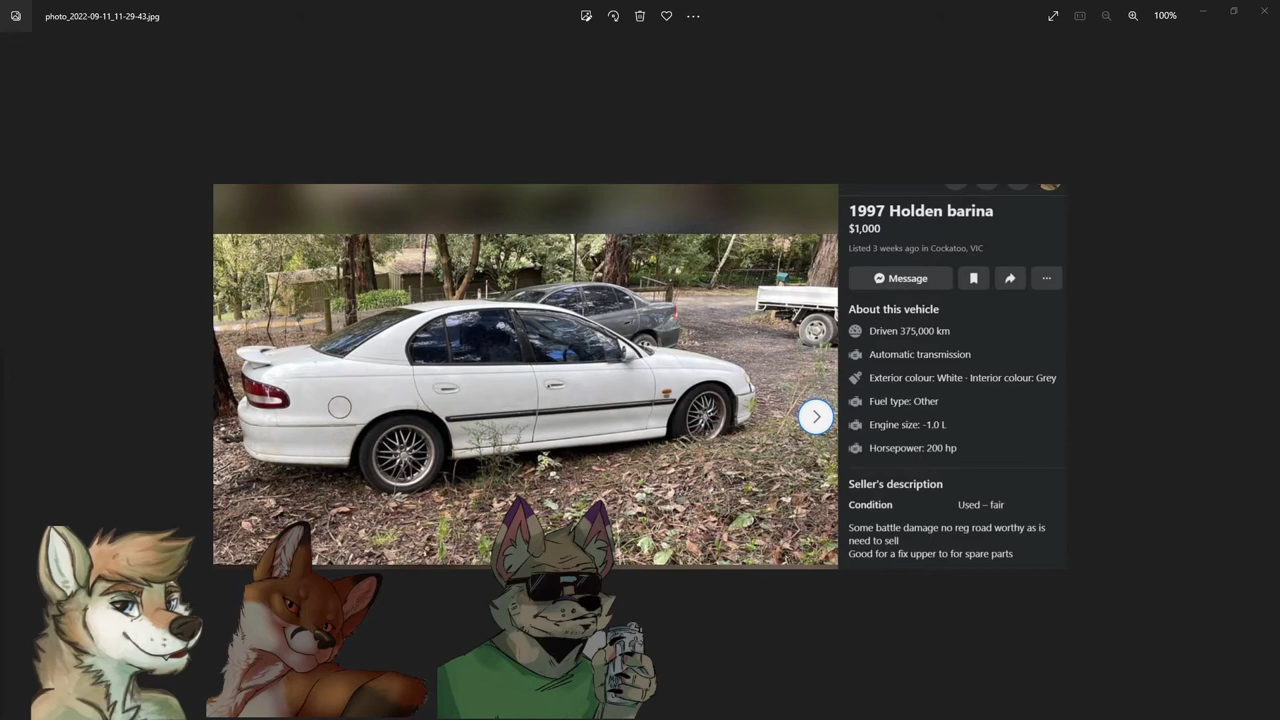 photo_2022-09-11_11-29-43.jpg
100%
1997 Holden barina
$1,000
Listed 3 weeks ago in Cockatoo, VIC
Message
About this vehicle
Driven 375,000 km
Automatic transmission
Exterior colour: White · Interior colour: Grey
Fuel type: Other
Engine size: -1.0 L
Horsepower: 200 hp
Seller's description
Condition Used – fair
Some battle damage no reg road worthy as is
need to sell
Good for a fix upper to for spare parts